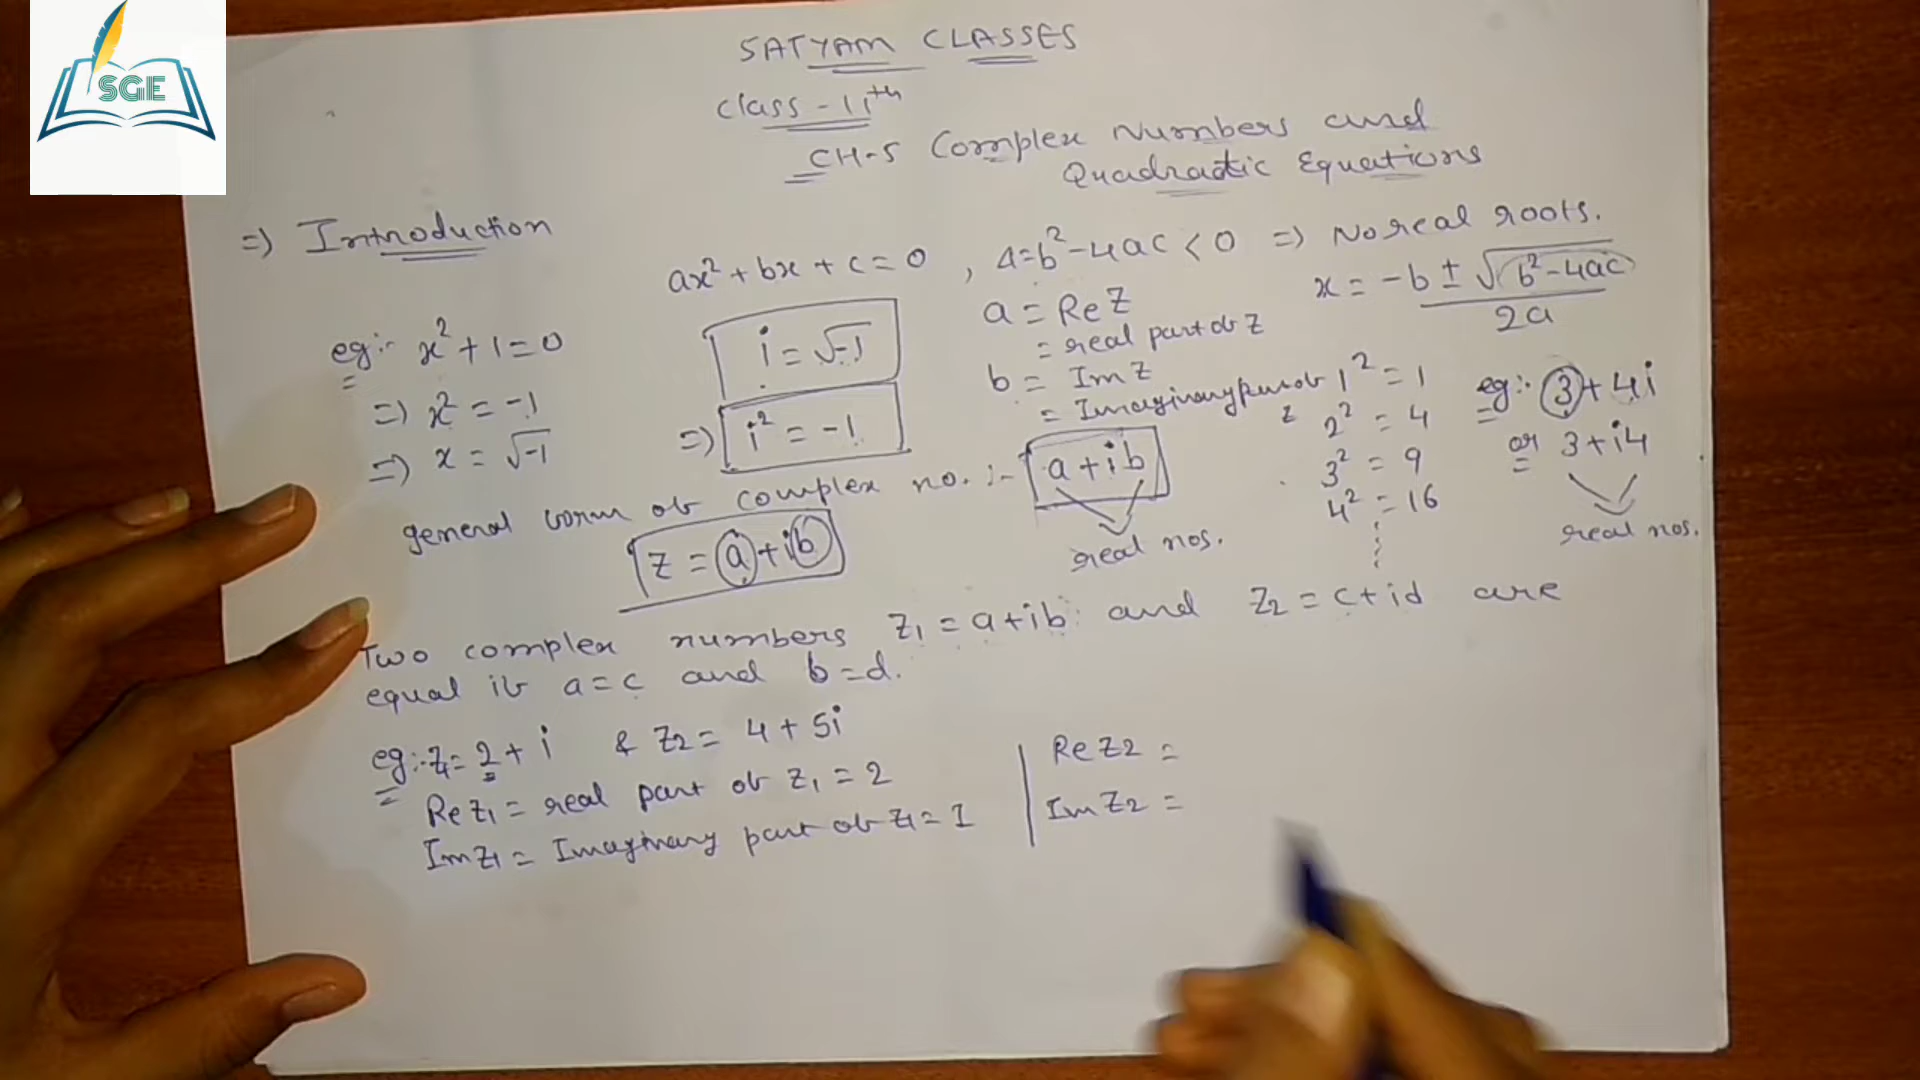 SGE
SATYAM CLASSES
Class - 11th
CH-5 Complex Numbers and
Quadratic Equations
=) Introduction
ax² + bx + c = 0 , Δ = b² - 4ac < 0 => No real roots.
x = -b ± √(b² - 4ac)
2a
eg:- x² + 1 = 0
=) x² = -1
=) x = √-1
i = √-1
=) i² = -1
a = Re Z
= real part of Z
b = Im Z
= Imaginary part of
Z
1² = 1
2² = 4
3² = 9
4² = 16
eg:- 3 + 4i
or 3 + i4
real nos.
general form of complex no. :- a + ib
real nos.
z = a + ib
Two complex numbers Z1 = a + ib and Z2 = c + id are
equal if a = c and b = d.
eg:- Z1 = 2 + i & Z2 = 4 + 5i
Re Z1 = real part of Z1 = 2
Im Z1 = Imaginary part of Z1 = 1
Re Z2 =
Im Z2 =